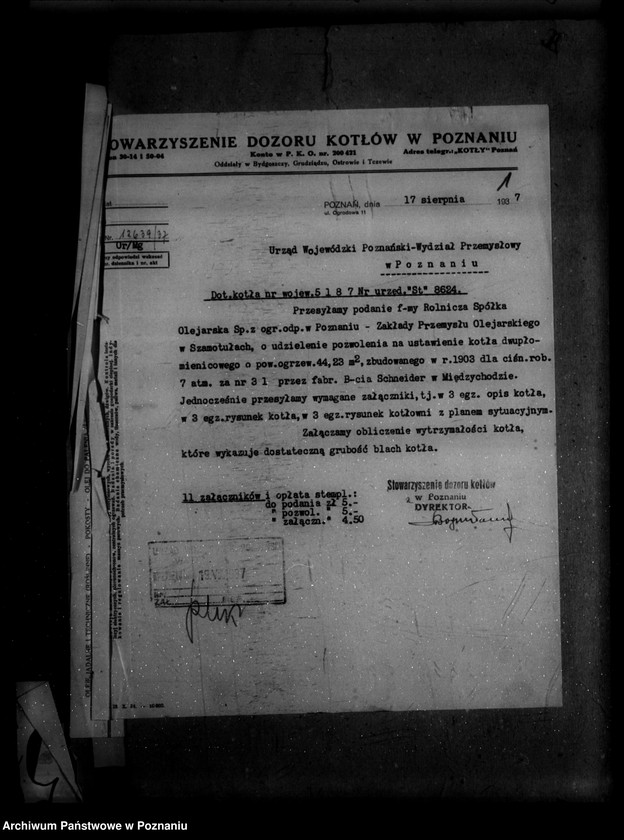 OWARZYSZENIE DOZORU KOTŁÓW W POZNANIU
Konto w P. K. O. nr. 200 421
Adres telegr.: „KOTŁY” Poznań
Oddziały w Bydgoszczy, Grudziądzu, Ostrowie i Tczewie
POZNAŃ, dnia 17 sierpnia 1937
ul. Ogrodowa 11
1
12639/37
Or/Mg
Urząd Wojewódzki Poznański-Wydział Przemysłowy
w Poznaniu
Dot.kotła nr wojew.5 1 8 7 Nr urzęd."St" 8624.
Przesyłamy podanie f-my Rolnicza Spółka
Olejarska Sp.z ogr.odp.w Poznaniu - Zakłady Przemysłu Olejarskiego
w Szamotułach, o udzielenie pozwolenia na ustawienie kotła dwupło-
mienicowego o pow.ogrzew.44,23 m2, zbudowanego w r.1903 dla ciśn.rob.
7 atm. za nr 3 1 przez fabr. B-cia Schneider w Międzychodzie.
Jednocześnie przesyłamy wymagane załączniki, tj.w 3 egz. opis kotła,
w 3 egz.rysunek kotła, w 3 egz.rysunek kotłowni z planem sytuacyjnym.
Załączamy obliczenie wytrzymałości kotła,
które wykazuje dostateczną grubość blach kotła.
11 załączników i opłata stempl.:
do podania zł 5.-
" pozwol. " 5.-
" załączn." 4.50
Stowarzyszenie dozoru kotłów
w Poznaniu
DYREKTOR
Archiwum Państwowe w Poznaniu